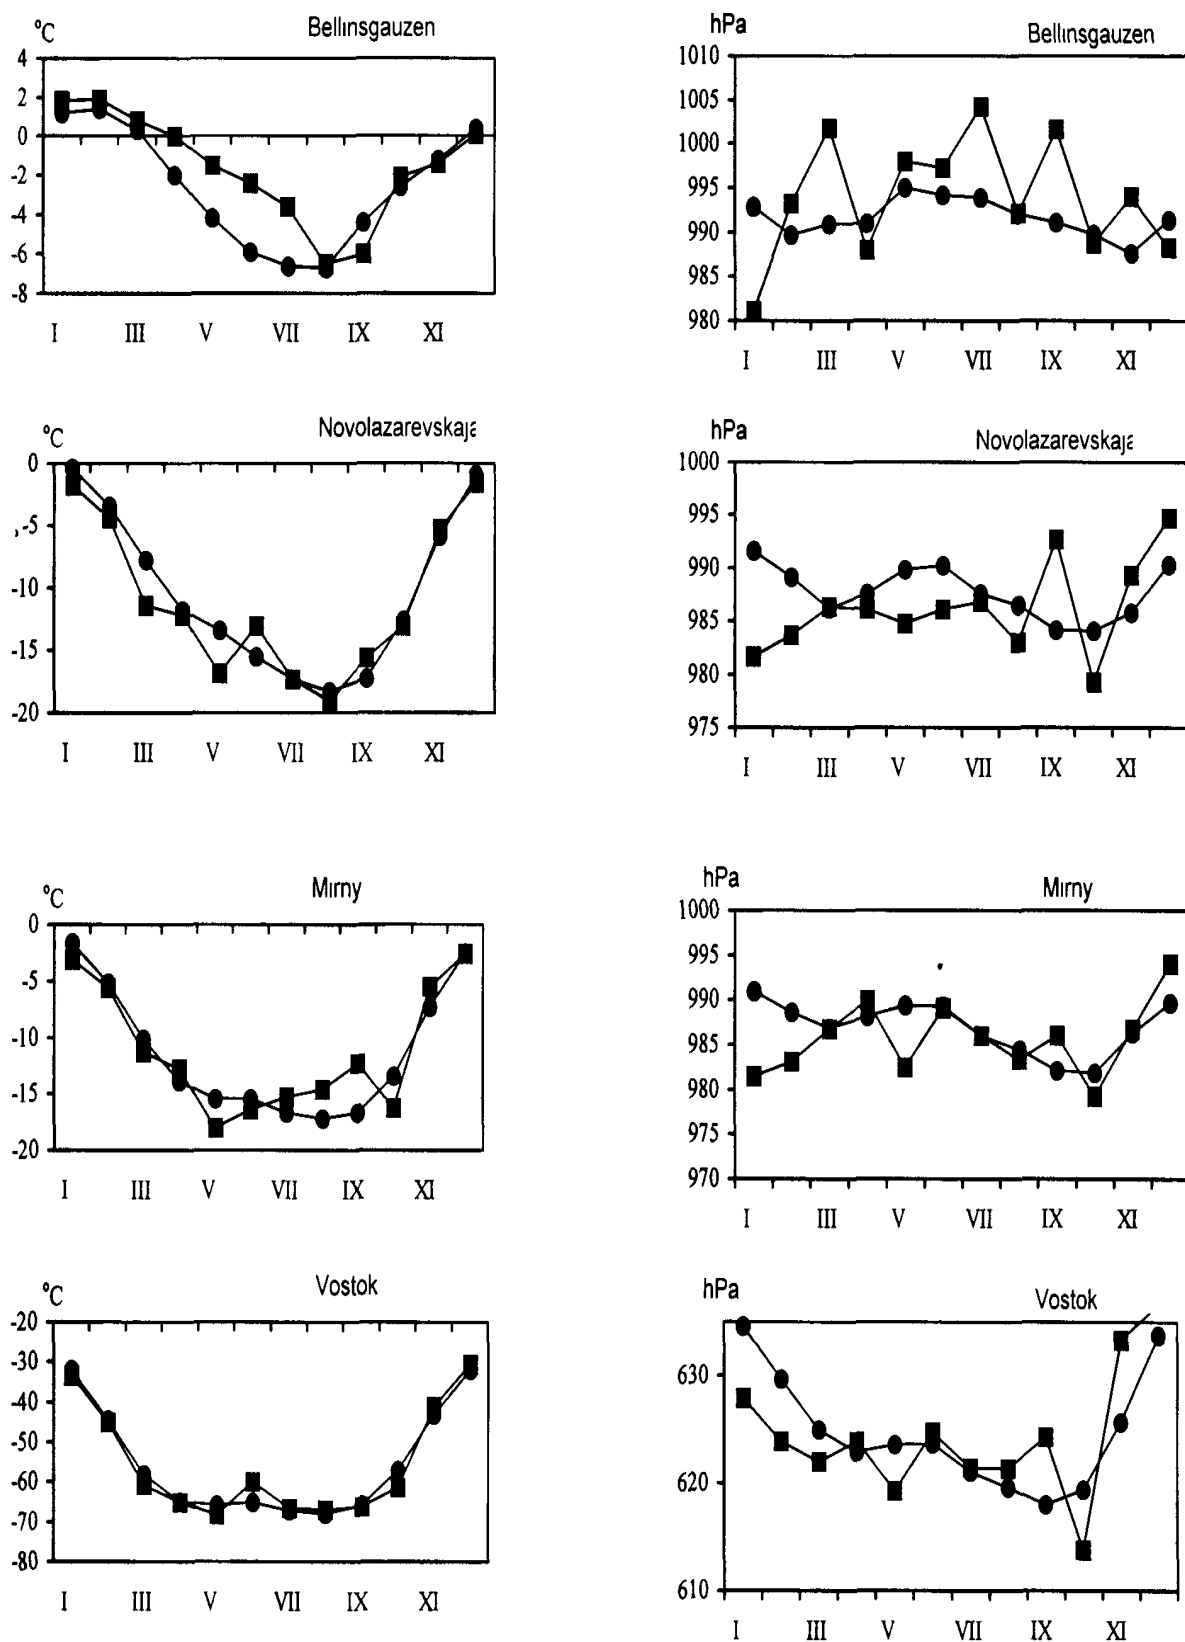 °C
Bellinsgauzen
4
2
0
-2
-4
-6
-8
I III V VII IX XI
hPa
Bellinsgauzen
1010
1005
1000
995
990
985
980
I III V VII IX XI
°C
Novolazarevskaja
0
-5
-10
-15
-20
I III V VII IX XI
hPa
Novolazarevskaja
1000
995
990
985
980
975
I III V VII IX XI
°C
Mirny
0
-5
-10
-15
-20
I III V VII IX XI
hPa
Mirny
1000
995
990
985
980
975
970
I III V VII IX XI
°C
Vostok
-20
-30
-40
-50
-60
-70
-80
I III V VII IX XI
hPa
Vostok
630
620
610
I III V VII IX XI